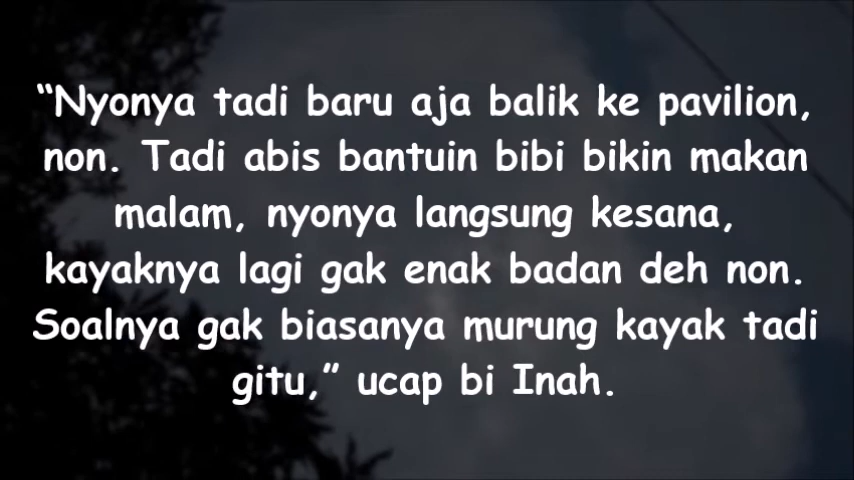 “Nyonya tadi baru aja balik ke pavilion,
non. Tadi abis bantuin bibi bikin makan
malam, nyonya langsung kesana,
kayaknya lagi gak enak badan deh non.
Soalnya gak biasanya murung kayak tadi
gitu,” ucap bi Inah.